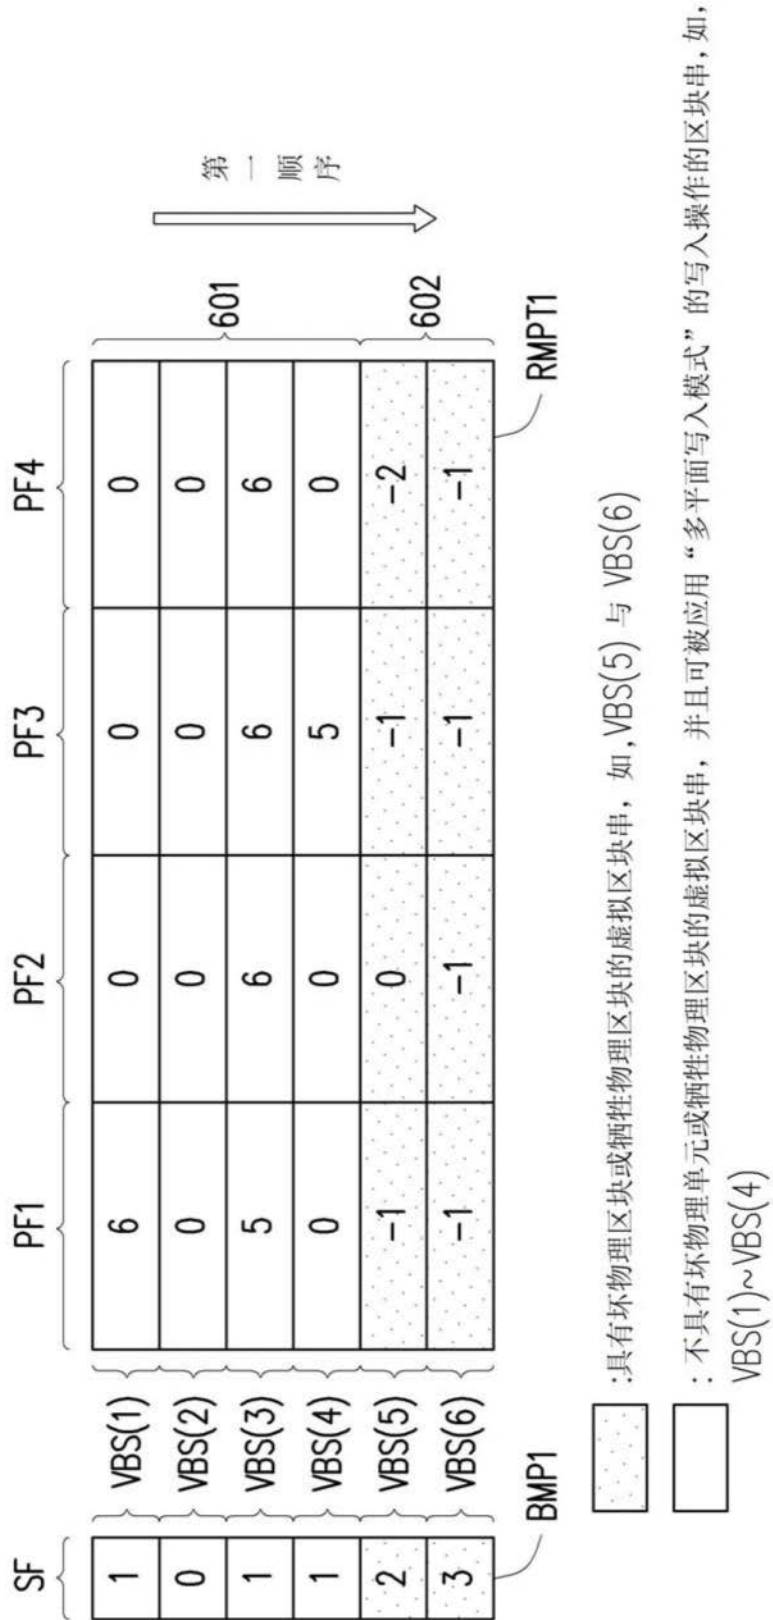 SF PF1 PF2 PF3 PF4
1 VBS(1) 6 0 0 0
0 VBS(2) 0 0 0 0
1 VBS(3) 5 6 6 6
1 VBS(4) 0 0 5 0
2 VBS(5) -1 0 -1 -2
3 VBS(6) -1 -1 -1 -1
601
602
第一顺序
BMP1
RMPT1
:具有坏物理区块或牺牲物理区块的虚拟区块串，如,VBS(5) 与 VBS(6)
: 不具有坏物理单元或牺牲物理区块的虚拟区块串，并且可被应用“多平面写入模式”的写入操作的区块串，如,
VBS(1)~VBS(4)